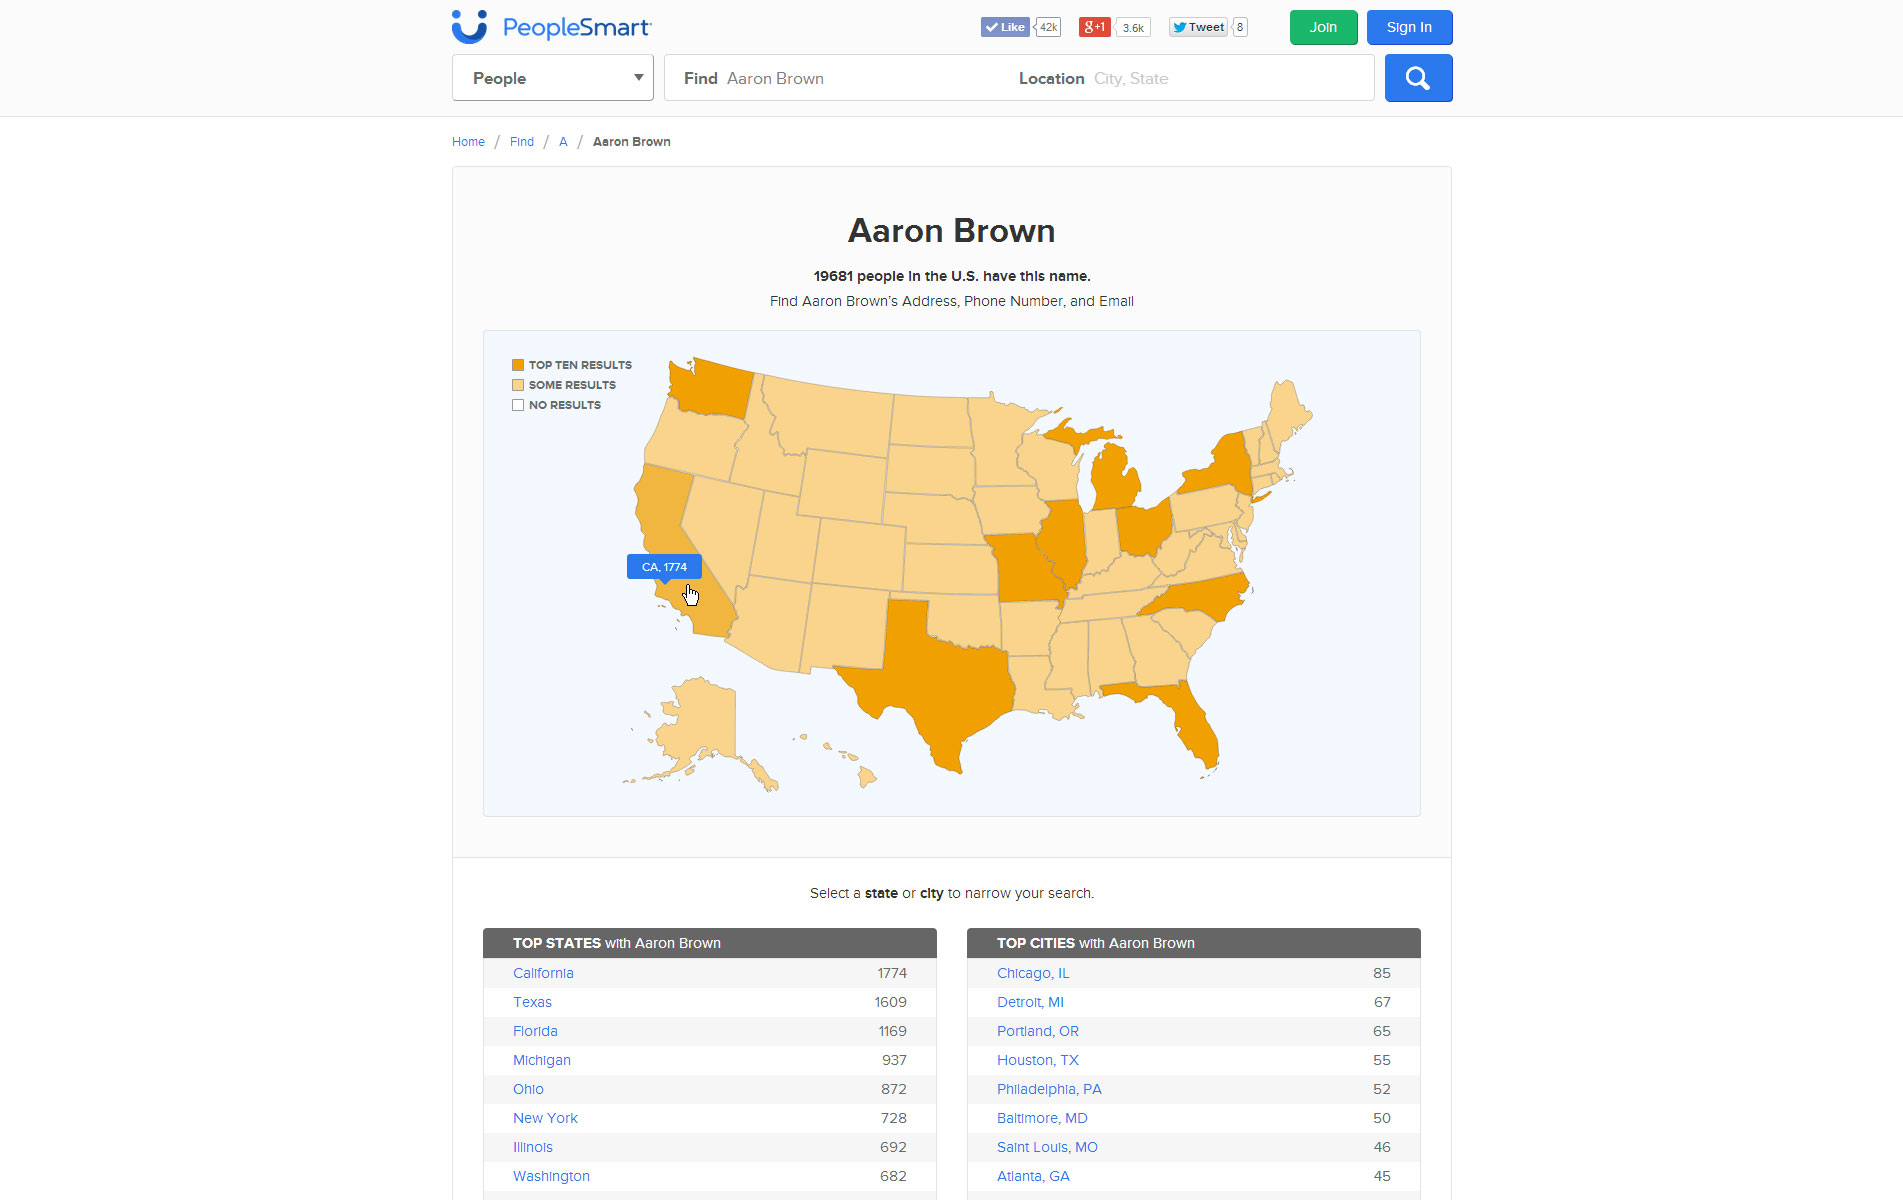 PeopleSmart
Like 42k g+1 3.6k Tweet 8 Join Sign In
People Find Aaron Brown Location City, State
Home / Find / A / Aaron Brown
Aaron Brown
19681 people in the U.S. have this name.
Find Aaron Brown's Address, Phone Number, and Email
TOP TEN RESULTS
SOME RESULTS
NO RESULTS
CA, 1774
Select a state or city to narrow your search.
TOP STATES with Aaron Brown
California 1774
Texas 1609
Florida 1169
Michigan 937
Ohio 872
New York 728
Illinois 692
Washington 682
TOP CITIES with Aaron Brown
Chicago, IL 85
Detroit, MI 67
Portland, OR 65
Houston, TX 55
Philadelphia, PA 52
Baltimore, MD 50
Saint Louis, MO 46
Atlanta, GA 45